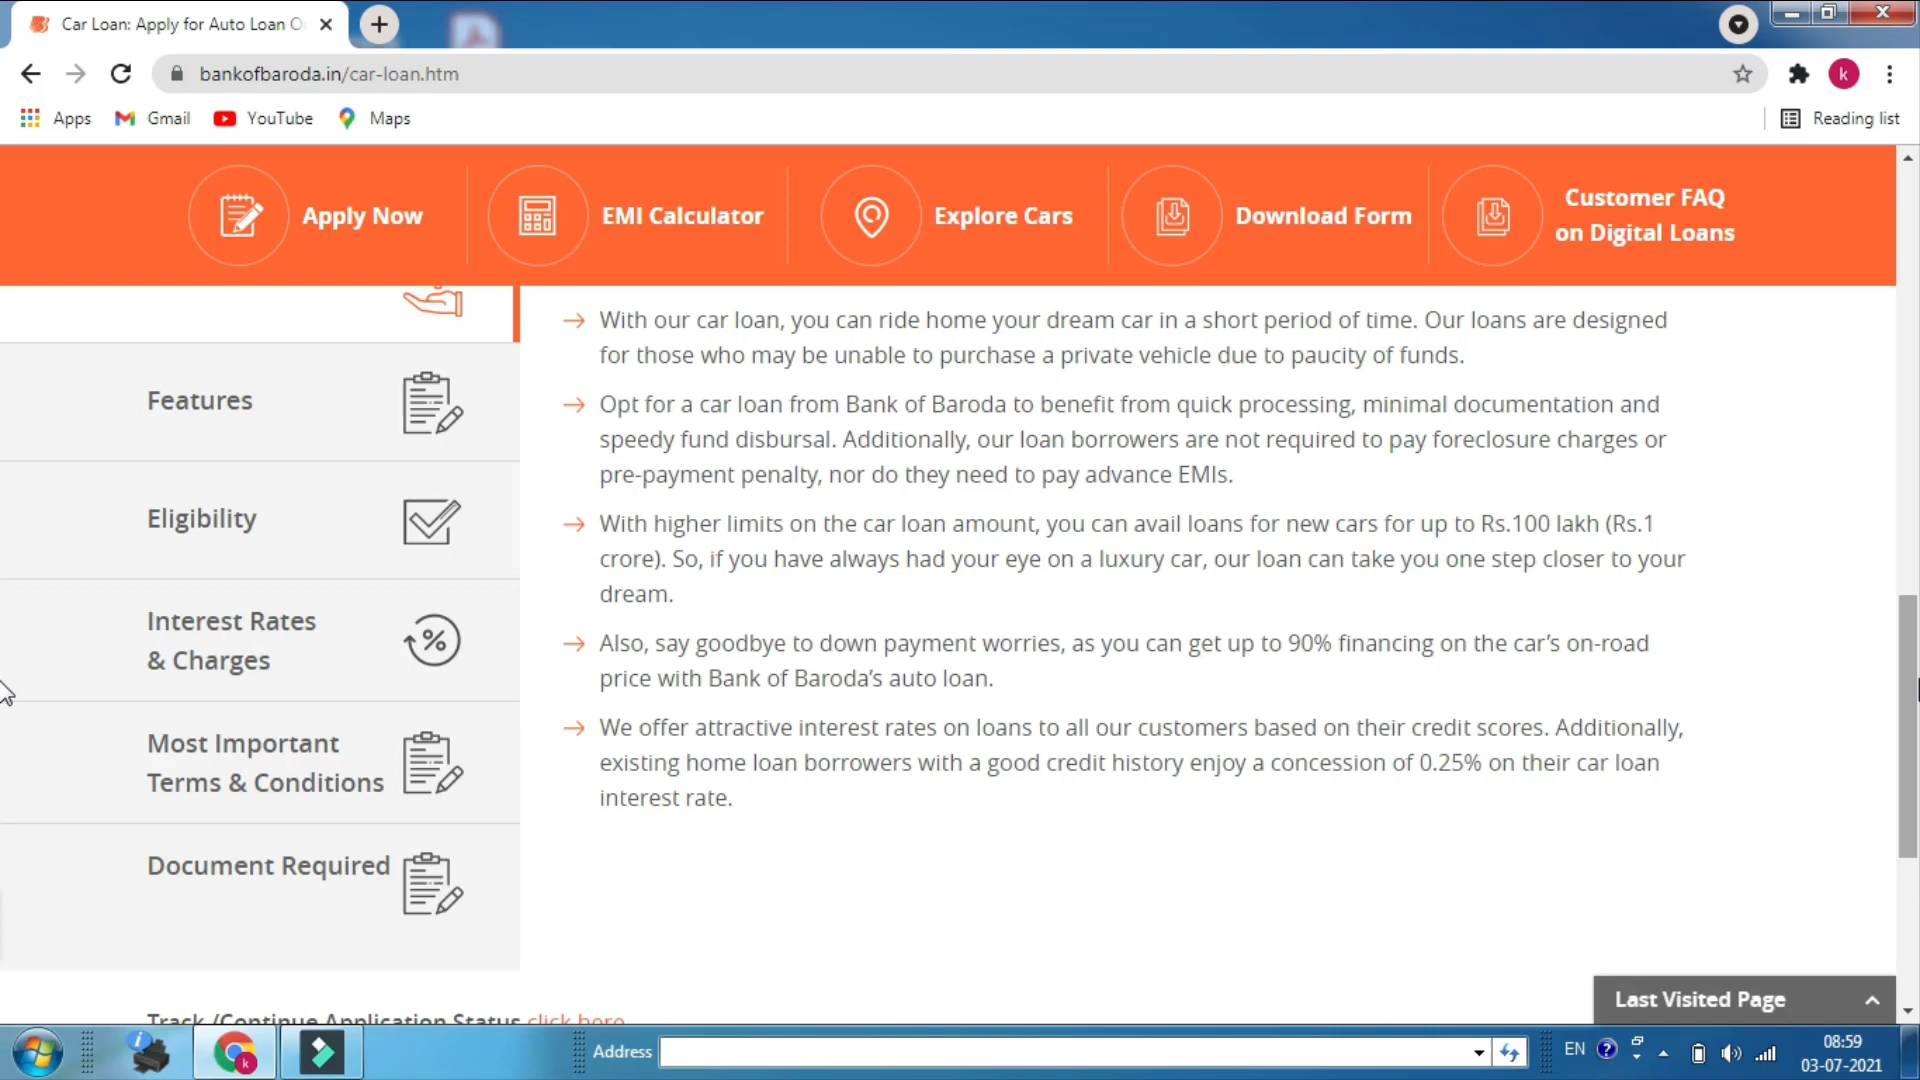 Car Loan: Apply for Auto Loan O
bankofbaroda.in/car-loan.htm
k
Apps Gmail YouTube Maps Reading list
Apply Now EMI Calculator Explore Cars Download Form Customer FAQ
on Digital Loans
Features
Eligibility
Interest Rates
& Charges
%
Most Important
Terms & Conditions
Document Required
With our car loan, you can ride home your dream car in a short period of time. Our loans are designed
for those who may be unable to purchase a private vehicle due to paucity of funds.
Opt for a car loan from Bank of Baroda to benefit from quick processing, minimal documentation and
speedy fund disbursal. Additionally, our loan borrowers are not required to pay foreclosure charges or
pre-payment penalty, nor do they need to pay advance EMIs.
With higher limits on the car loan amount, you can avail loans for new cars for up to Rs.100 lakh (Rs.1
crore). So, if you have always had your eye on a luxury car, our loan can take you one step closer to your
dream.
Also, say goodbye to down payment worries, as you can get up to 90% financing on the car’s on-road
price with Bank of Baroda’s auto loan.
We offer attractive interest rates on loans to all our customers based on their credit scores. Additionally,
existing home loan borrowers with a good credit history enjoy a concession of 0.25% on their car loan
interest rate.
Track /Continue Application Status click here
Last Visited Page
k
Address
EN
08:59
03-07-2021